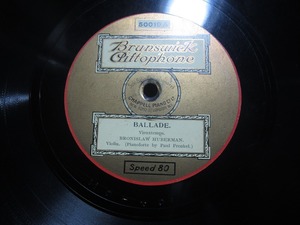 Brunswick
Cliftophone
CHAPPELL PIANO Co
BALLADE.
Vieuxtemps.
BRONISLAW HUBERMAN.
Violin. (Pianoforte by Paul Frenkel.)
Speed 80